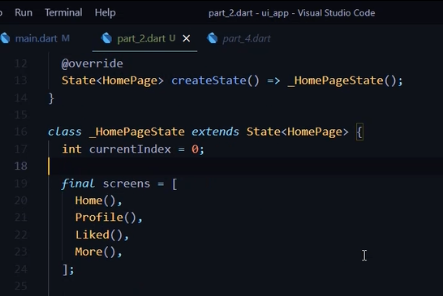 Run Terminal Help part_2.dart - ui_app - Visual Studio Code
main.dart M part_2.dart U × part_4.dart
12 @override
13 State<HomePage> createState() => _HomePageState();
14 }
15
16 class _HomePageState extends State<HomePage> {
17 int currentIndex = 0;
18
19 final screens = [
20 Home(),
21 Profile(),
22 Liked(),
23 More(),
24 ];
25